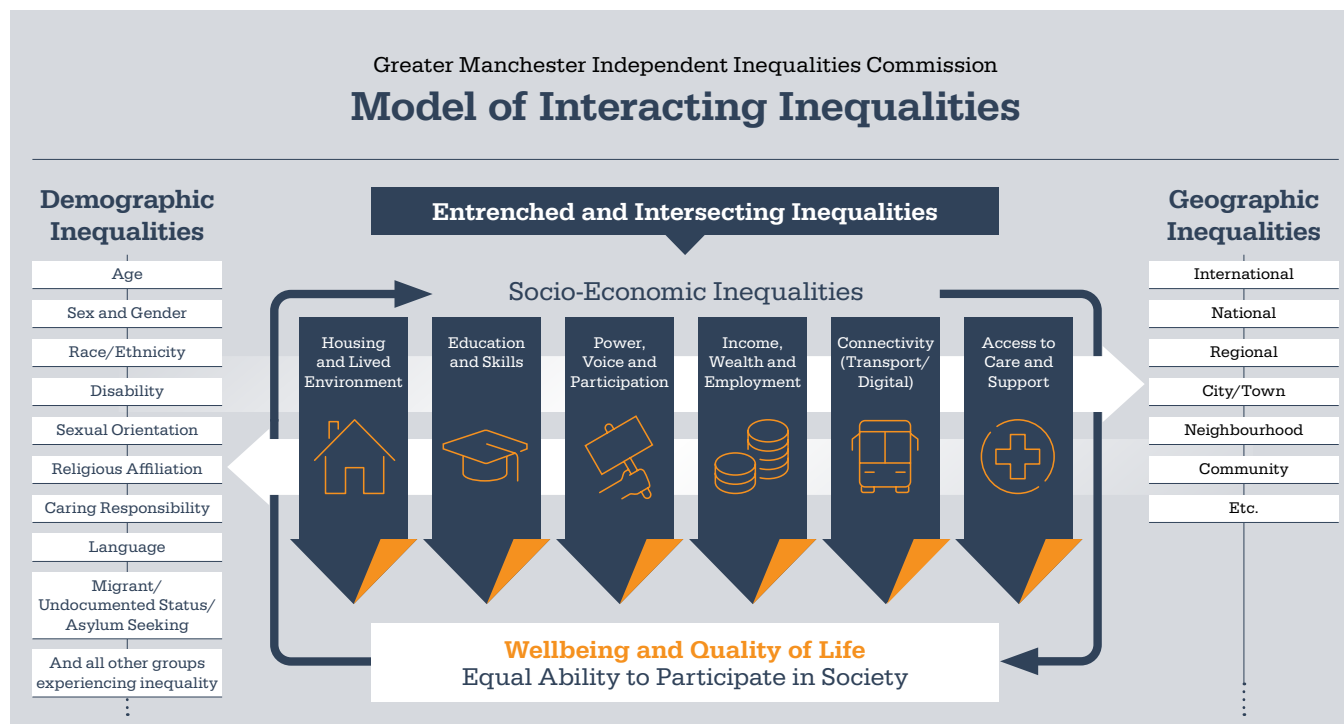 Greater Manchester Independent Inequalities Commission
Model of Interacting Inequalities
Demographic
Inequalities
Age
Sex and Gender
Race/Ethnicity
Disability
Sexual Orientation
Religious Affiliation
Caring Responsibility
Language
Migrant/
Undocumented Status/
Asylum Seeking
And all other groups
experiencing inequality
Entrenched and Intersecting Inequalities
Socio-Economic Inequalities
Housing
and Lived
Environment
Education
and Skills
Power,
Voice and
Participation
Income,
Wealth and
Employment
Connectivity
(Transport/
Digital)
Access to
Care and
Support
Wellbeing and Quality of Life
Equal Ability to Participate in Society
Geographic
Inequalities
International
National
Regional
City/Town
Neighbourhood
Community
Etc.